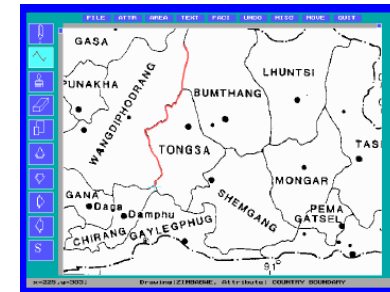 FILE ATTR AREA TEXT FACI UNDO MISC MOVE QUIT
GASA
LHUNTSI
PUNAKHA
WANGDIPHODRANG
BUMTHANG
TONGSA
TAS
MONGAR
GANA
Daga
Damphu
SHEMGANG
PEMA
GATSEL
CHIRANG
GAYLEGPHUG
91°
S
x=225,y=303; Drawing:ZIMBABWE, Attribute: COUNTRY BOUNDARY